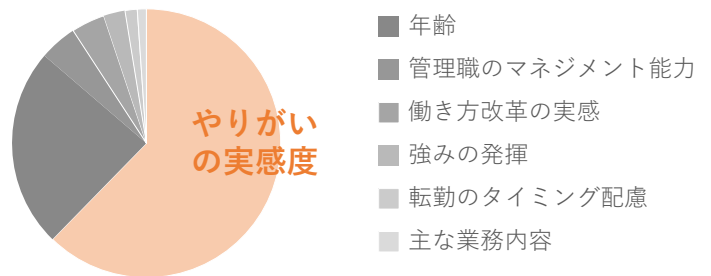 やりがい
の実感度
年齢
管理職のマネジメント能力
働き方改革の実感
強みの発揮
転勤のタイミング配慮
主な業務内容